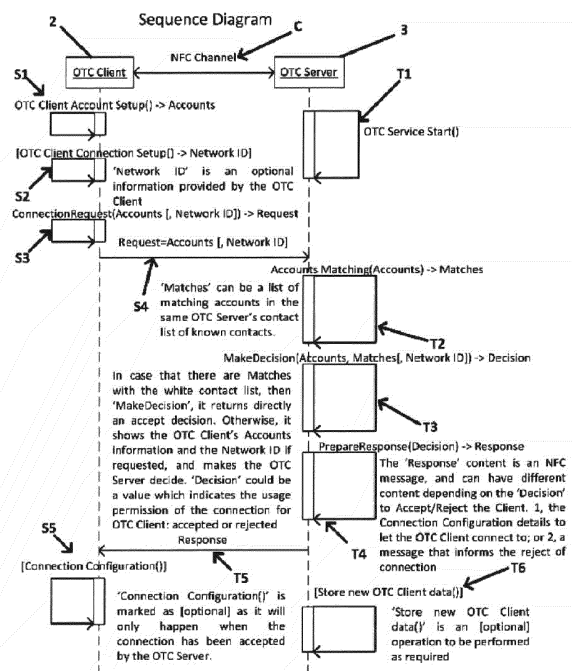 Sequence Diagram
2
C
3
NFC Channel
OTC Client
OTC Server
S1
T1
OTC Client Account Setup() -> Accounts
OTC Service Start()
[OTC Client Connection Setup() -> Network ID]
'Network ID' is an optional
information provided by the OTC
Client
S2
ConnectionRequest(Accounts [, Network ID]) -> Request
S3
Request=Accounts [, Network ID]
S4
Accounts Matching(Accounts) -> Matches
'Matches' can be a list of
matching accounts in the
same OTC Server's contact
list of known contacts.
T2
MakeDecision(Accounts, Matches[, Network ID]) -> Decision
In case that there are Matches
with the white contact list, then
'MakeDecision', it returns directly
an accept decision. Otherwise, it
shows the OTC Client's Accounts
information and the Network ID if
requested, and makes the OTC
Server decide. 'Decision' could be
a value which indicates the usage
permission of the connection for
OTC Client: accepted or rejected
T3
PrepareResponse(Decision) -> Response
The 'Response' content is an NFC
message, and can have different
content depending on the 'Decision'
to Accept/Reject the Client. 1, the
Connection Configuration details to
let the OTC Client connect to; or 2, a
message that informs the reject of
connection
T4
S5
Response
T5
T6
[Connection Configuration()]
'Connection Configuration()' is
marked as [optional] as it will
only happen when the
connection has been accepted
by the OTC Server.
[Store new OTC Client data()]
'Store new OTC Client
data()' is an [optional]
operation to be performed
as required